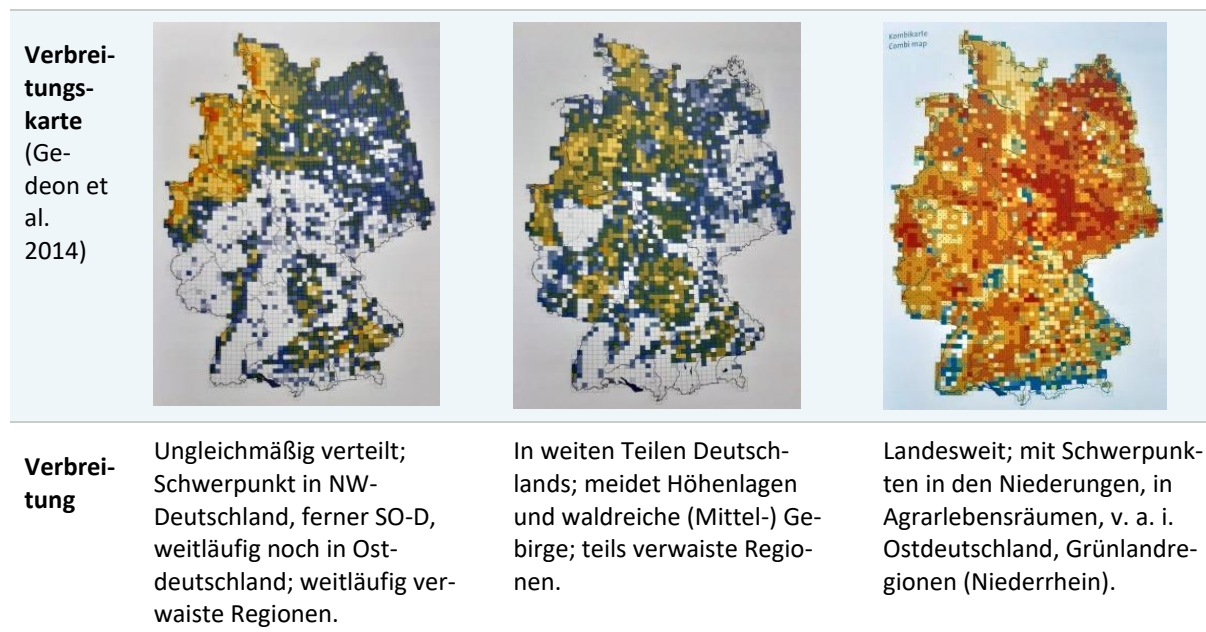 Verbrei-
tungs-
karte
(Ge-
deon et
al.
2014)
Kombikarte
Combi map
Verbrei-
tung
Ungleichmäßig verteilt;
Schwerpunkt in NW-
Deutschland, ferner SO-D,
weitläufig noch in Ost-
deutschland; weitläufig ver-
waiste Regionen.
In weiten Teilen Deutsch-
lands; meidet Höhenlagen
und waldreiche (Mittel-) Ge-
birge; teils verwaiste Regio-
nen.
Landesweit; mit Schwerpunk-
ten in den Niederungen, in
Agrarlebensräumen, v. a. i.
Ostdeutschland, Grünlandre-
gionen (Niederrhein).